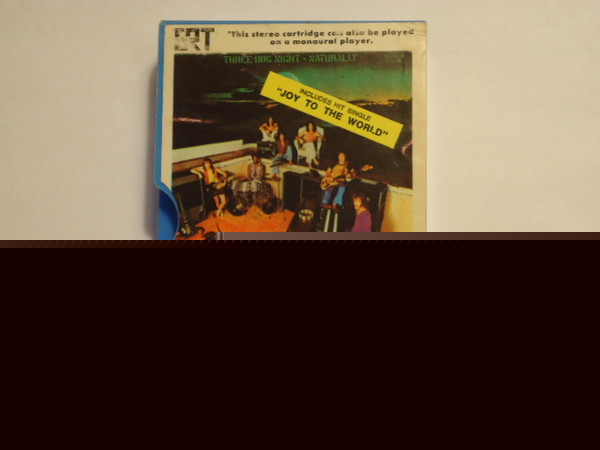 GRT
"This stereo cartridge can also be played
on a monaural player.
THREE DOG NIGHT • NATURALLY
INCLUDES HIT SINGLE
"JOY TO THE WORLD"